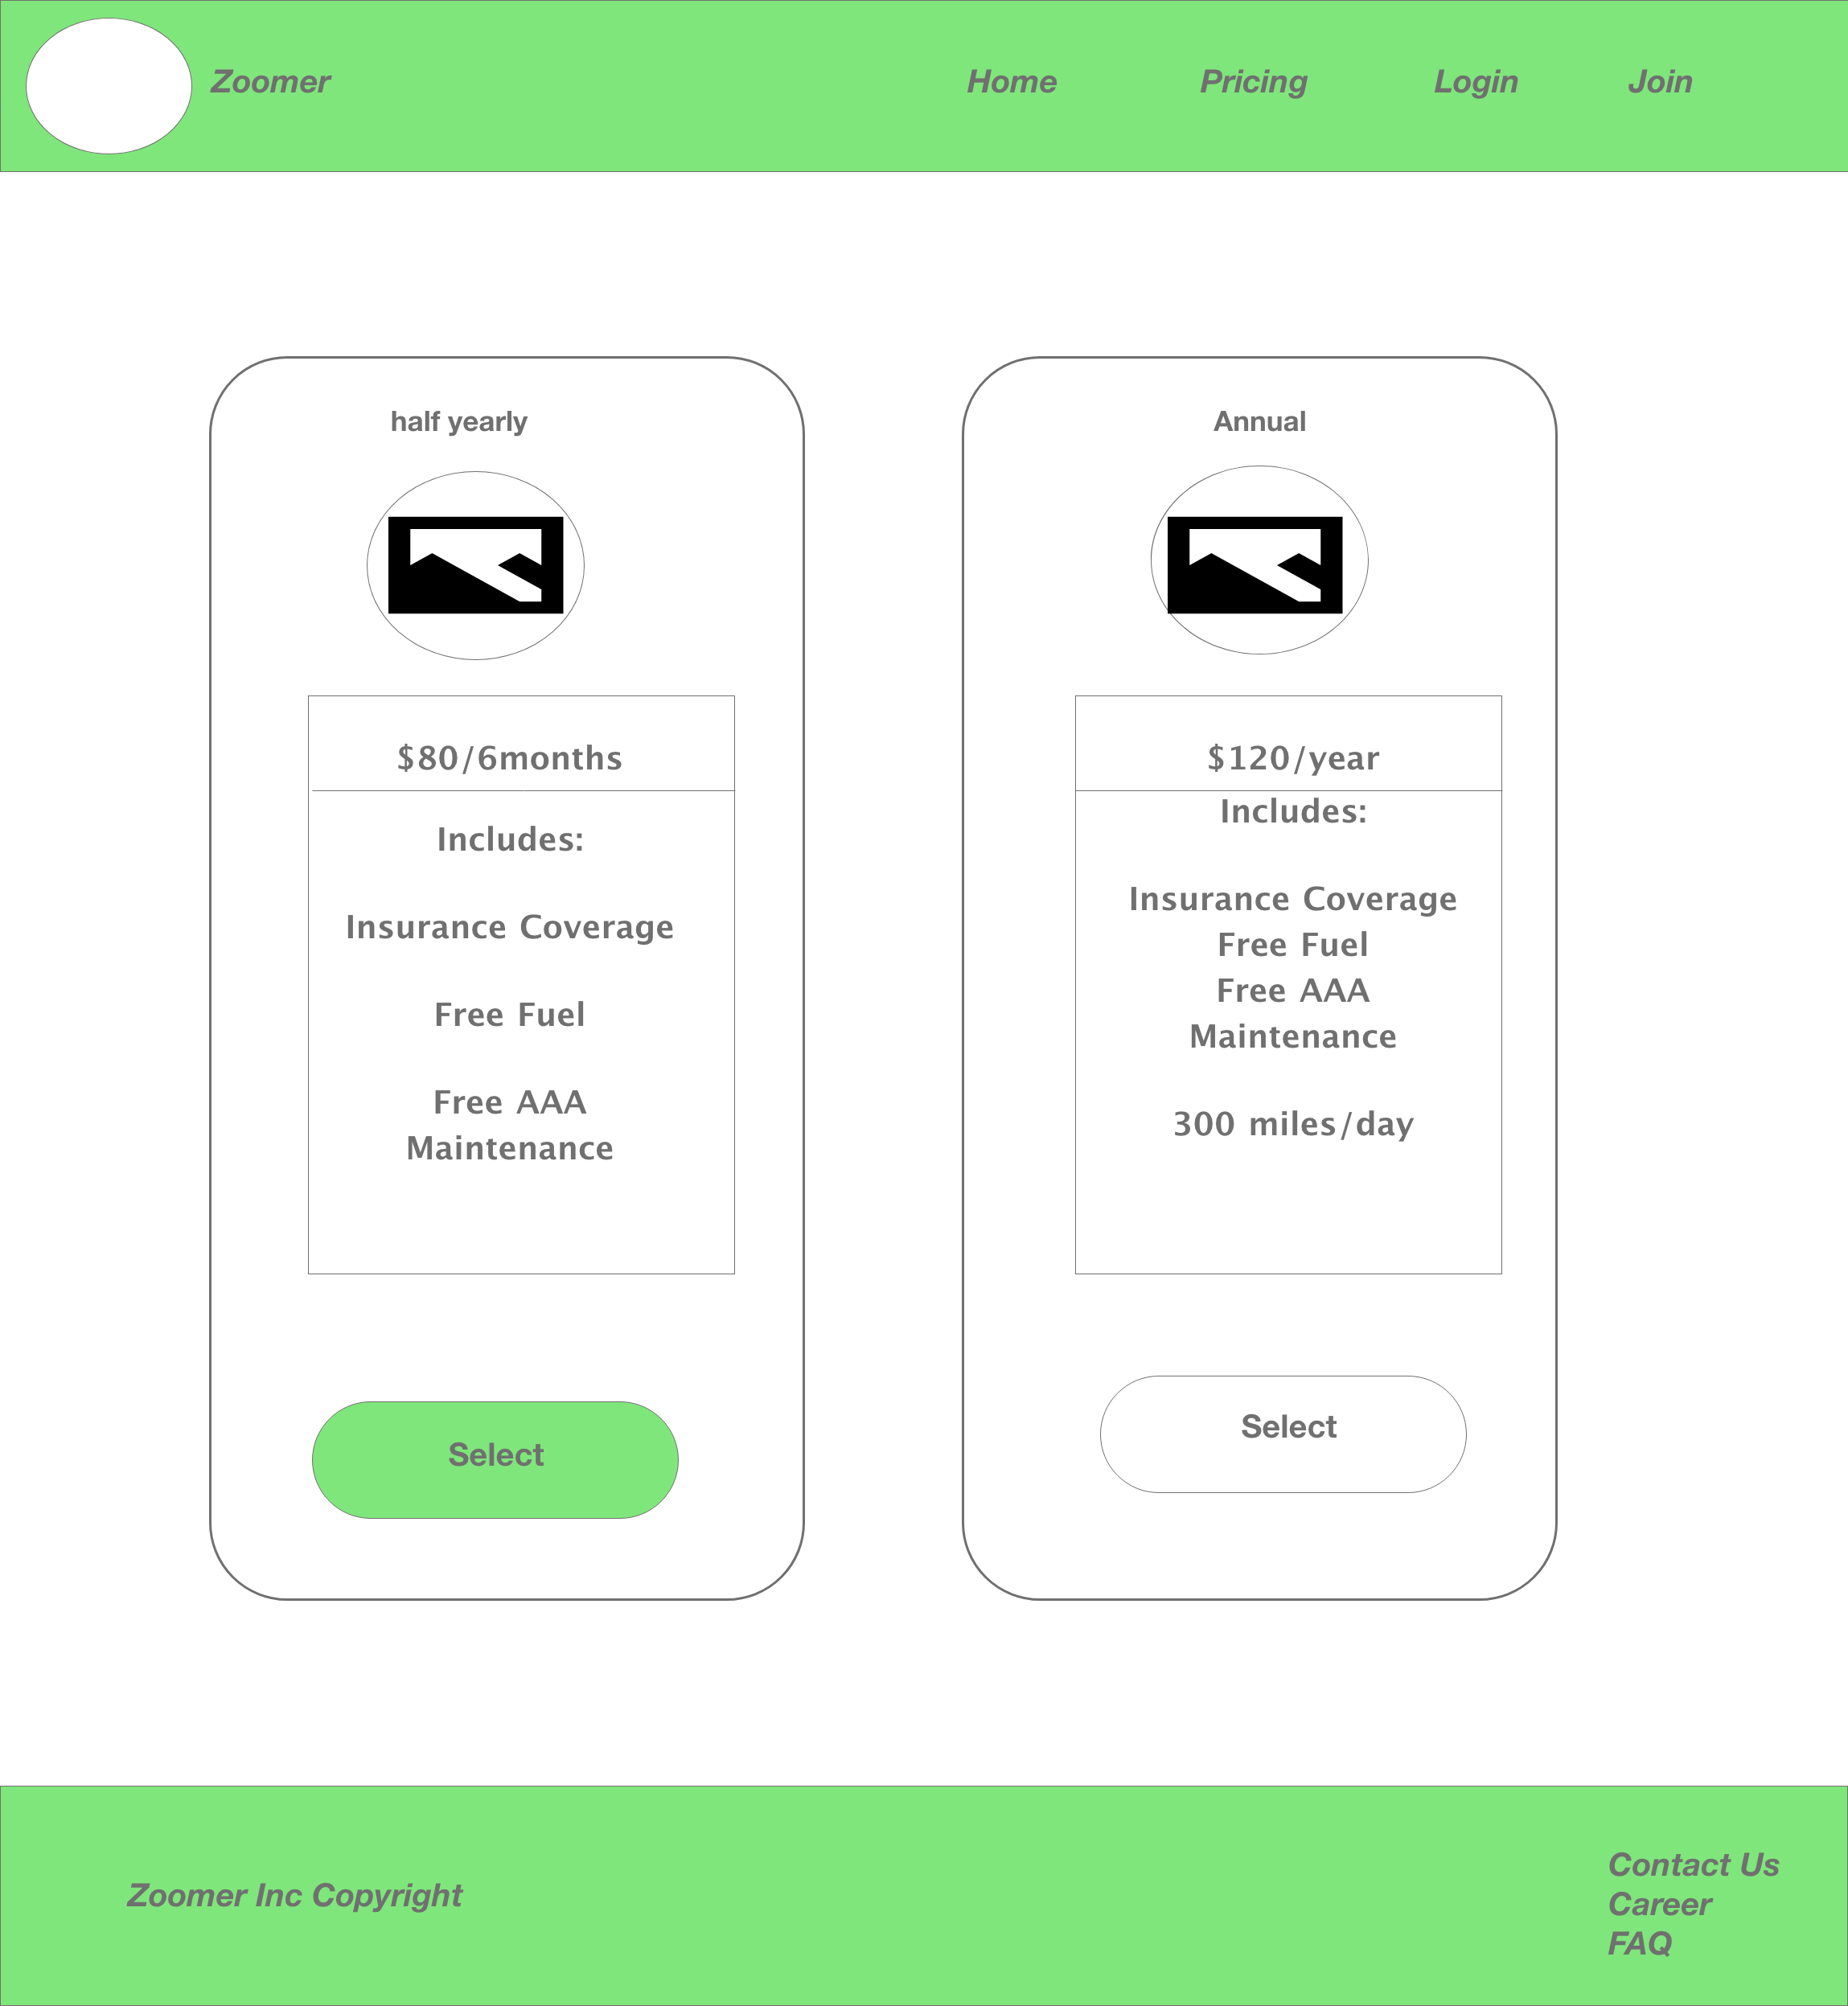 Zoomer
Home
Pricing
Login
Join
half yearly
$80/6months
Includes:
Insurance Coverage
Free Fuel
Free AAA
Maintenance
Select
Annual
$120/year
Includes:
Insurance Coverage
Free Fuel
Free AAA
Maintenance
300 miles/day
Select
Zoomer Inc Copyright
Contact Us
Career
FAQ